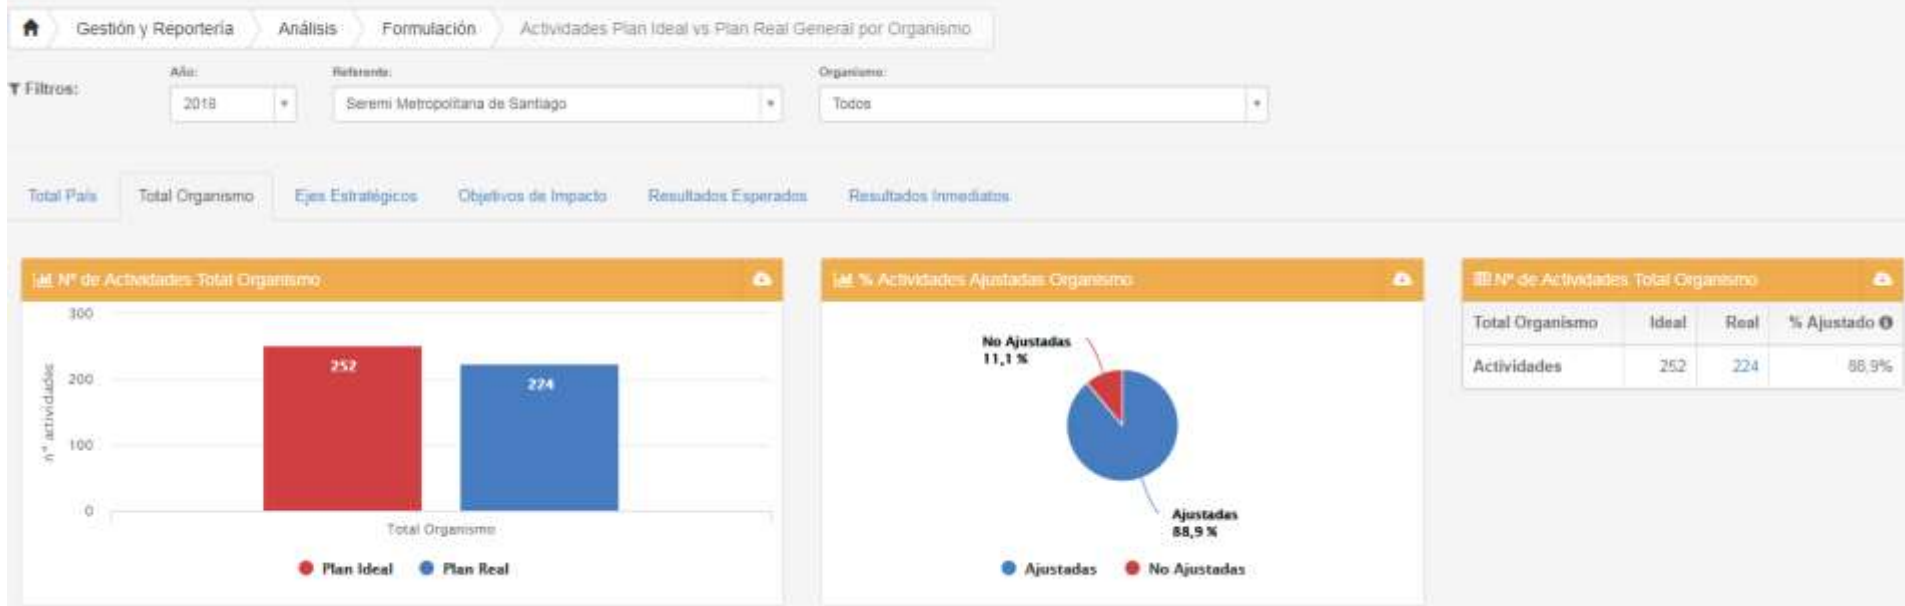 Gestión y Reportería Análisis Formulación Actividades Plan Ideal vs Plan Real General por Organismo
Año: Referente: Organismo:
Filtros: 2018 Seremi Metropolitana de Santiago Todos
Total País Total Organismo Ejes Estratégicos Objetivos de Impacto Resultados Esperados Resultados Inmediatos
Nº de Actividades Total Organismo
300
200
100
0
n° actividades
252
224
Total Organismo
Plan Ideal Plan Real
% Actividades Ajustadas Organismo
No Ajustadas
11,1 %
Ajustadas
88,9 %
Ajustadas No Ajustadas
Nº de Actividades Total Organismo
Total Organismo Ideal Real % Ajustado
Actividades 252 224 88,9%